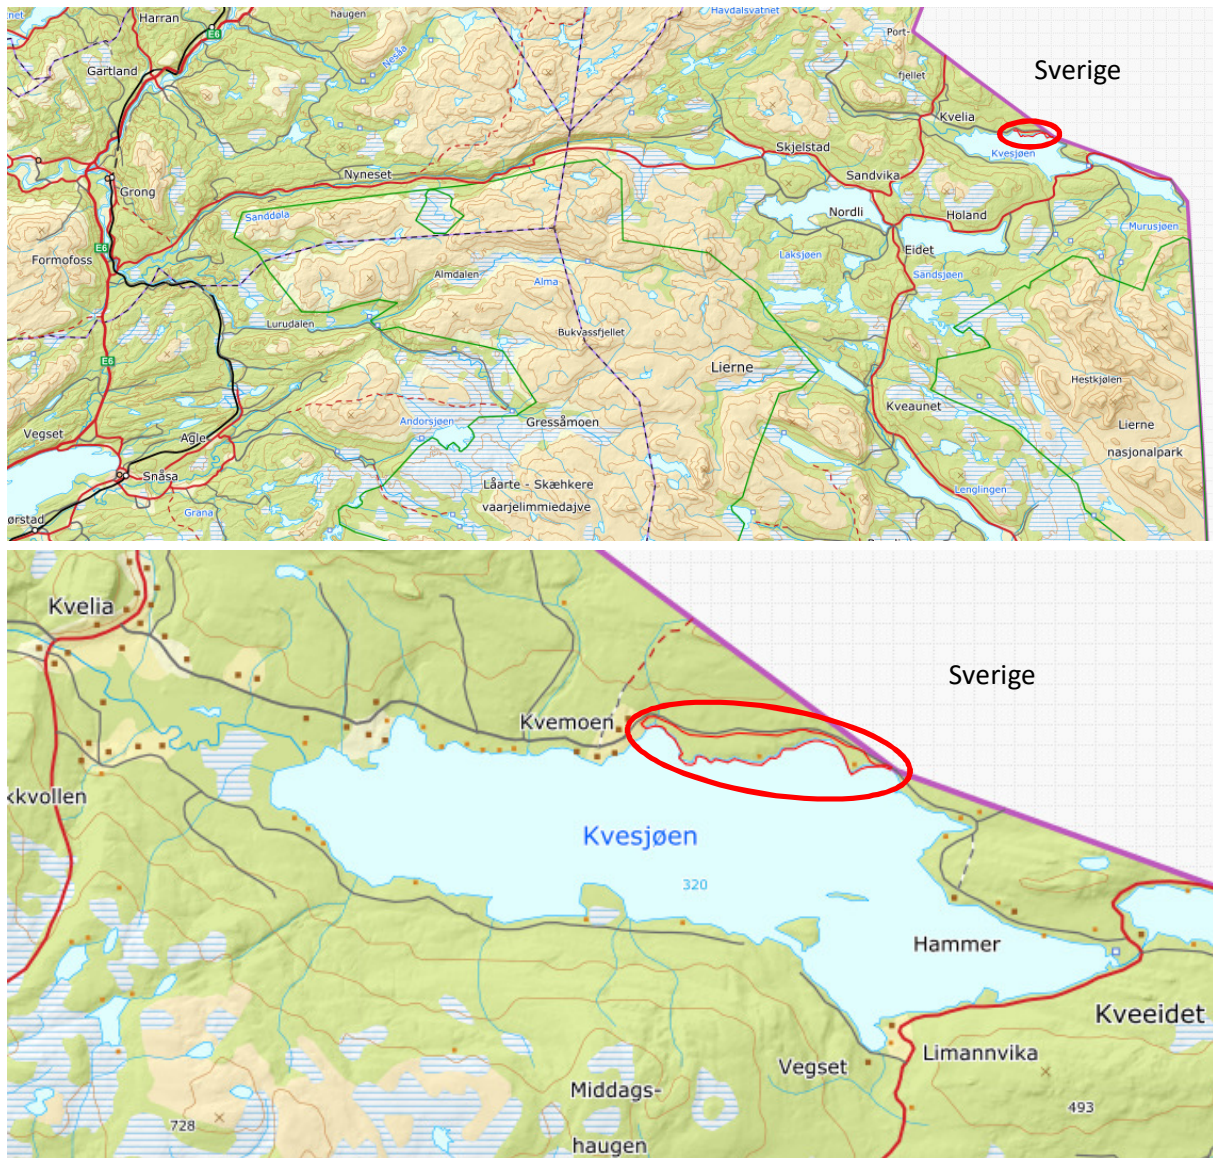 Harran
haugen
Havdalsvatnet
Port-
E6
Nesåa
Gartland
fjellet
Sverige
Kvelia
Skjelstad
Kvesjøen
Nyneset
Sandvika
Grong
Sanddøla
Nordli
Holand
Murusjøen
E6
Eidet
Formofoss
Laksjøen
Almdalen
Alma
Sandsjøen
Lurudalen
Bukvassfjellet
E6
Lierne
Hestkjølen
Kveaunet
Andorsjøen
Gressåmoen
Lierne
Vegset
Agle
nasjonalpark
Snåsa
Låarte - Skæhkere
Lenglingen
vaarjelimmiedajve
Grana
ørstad
Kvelia
Sverige
Kvemoen
kkvollen
Kvesjøen
320
Hammer
Kveeidet
Limannvika
Vegset
Middags-
493
728
haugen